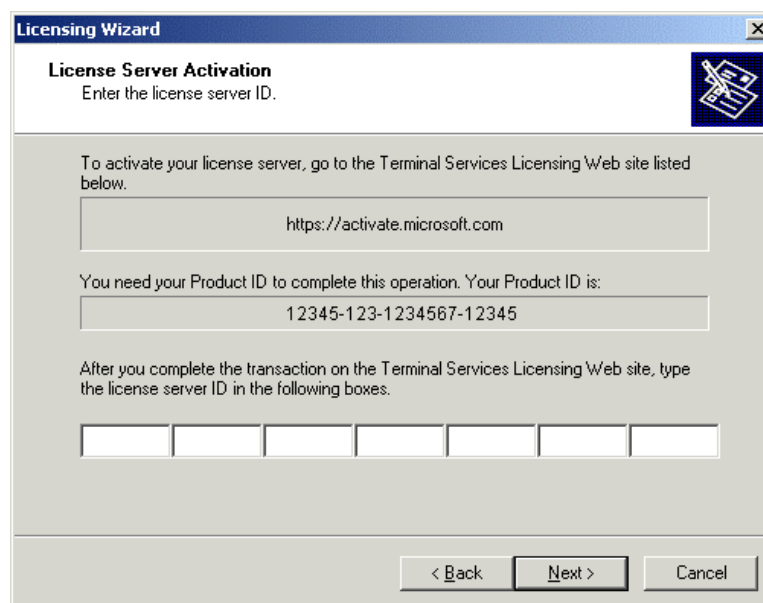 Licensing Wizard
License Server Activation
Enter the license server ID.
To activate your license server, go to the Terminal Services Licensing Web site listed
below.
https://activate.microsoft.com
You need your Product ID to complete this operation. Your Product ID is:
12345-123-1234567-12345
After you complete the transaction on the Terminal Services Licensing Web site, type
the license server ID in the following boxes.
< Back Next > Cancel